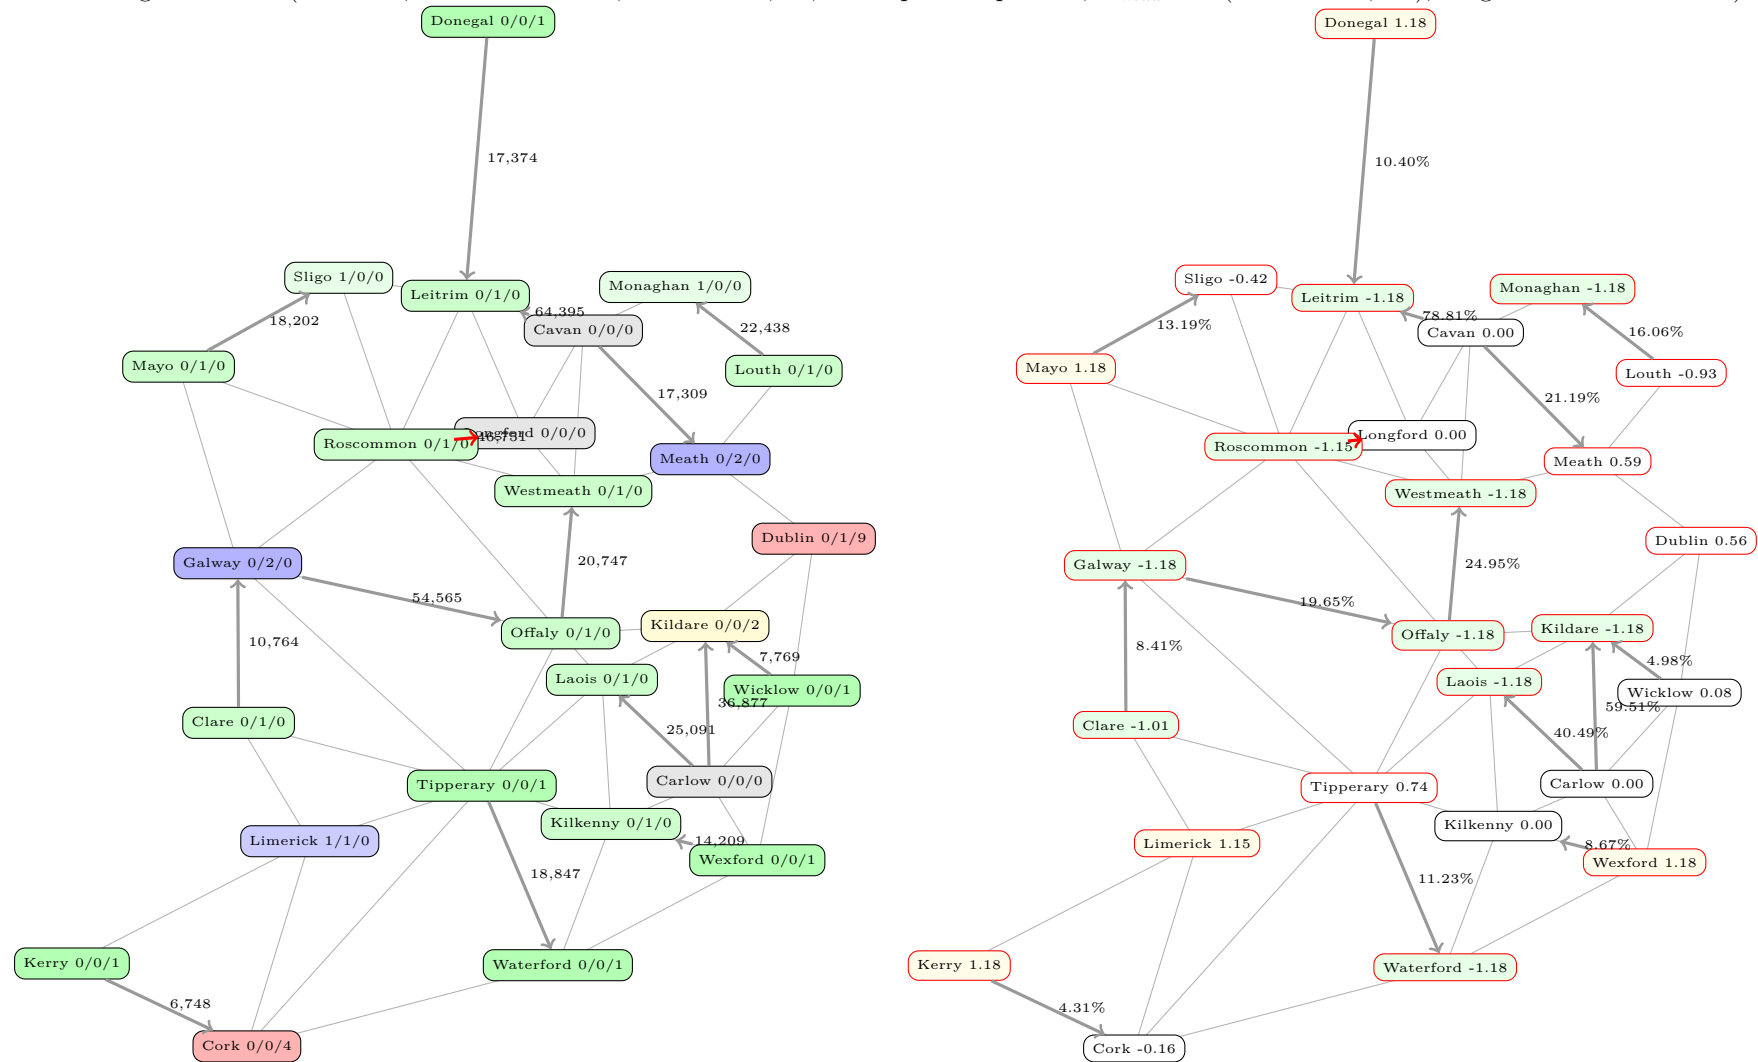 Donegal 0/0/1
17,374
Sligo 1/0/0
Leitrim 0/1/0
Monaghan 1/0/0
64,395
Cavan 0/0/0
18,202
22,438
Mayo 0/1/0
Louth 0/1/0
17,309
Longford 0/0/0
46,751
Roscommon 0/1/0
Meath 0/2/0
Westmeath 0/1/0
Dublin 0/1/9
Galway 0/2/0
20,747
54,565
Offaly 0/1/0
Kildare 0/0/2
10,764
7,769
Laois 0/1/0
Wicklow 0/0/1
36,877
Clare 0/1/0
25,091
Tipperary 0/0/1
Carlow 0/0/0
Kilkenny 0/1/0
Limerick 1/1/0
14,209
Wexford 0/0/1
18,847
Kerry 0/0/1
Waterford 0/0/1
6,748
Cork 0/0/4
Donegal 1.18
10.40%
Sligo -0.42
Leitrim -1.18
Monaghan -1.18
78.81%
Cavan 0.00
13.19%
16.06%
Mayo 1.18
Louth -0.93
21.19%
Longford 0.00
Roscommon -1.15
Meath 0.59
Westmeath -1.18
Dublin 0.56
Galway -1.18
24.95%
19.65%
Offaly -1.18
Kildare -1.18
8.41%
4.98%
Laois -1.18
Wicklow 0.08
59.51%
Clare -1.01
40.49%
Tipperary 0.74
Carlow 0.00
Kilkenny 0.00
Limerick 1.15
8.67%
Wexford 1.18
11.23%
Kerry 1.18
Waterford -1.18
4.31%
Cork -0.16